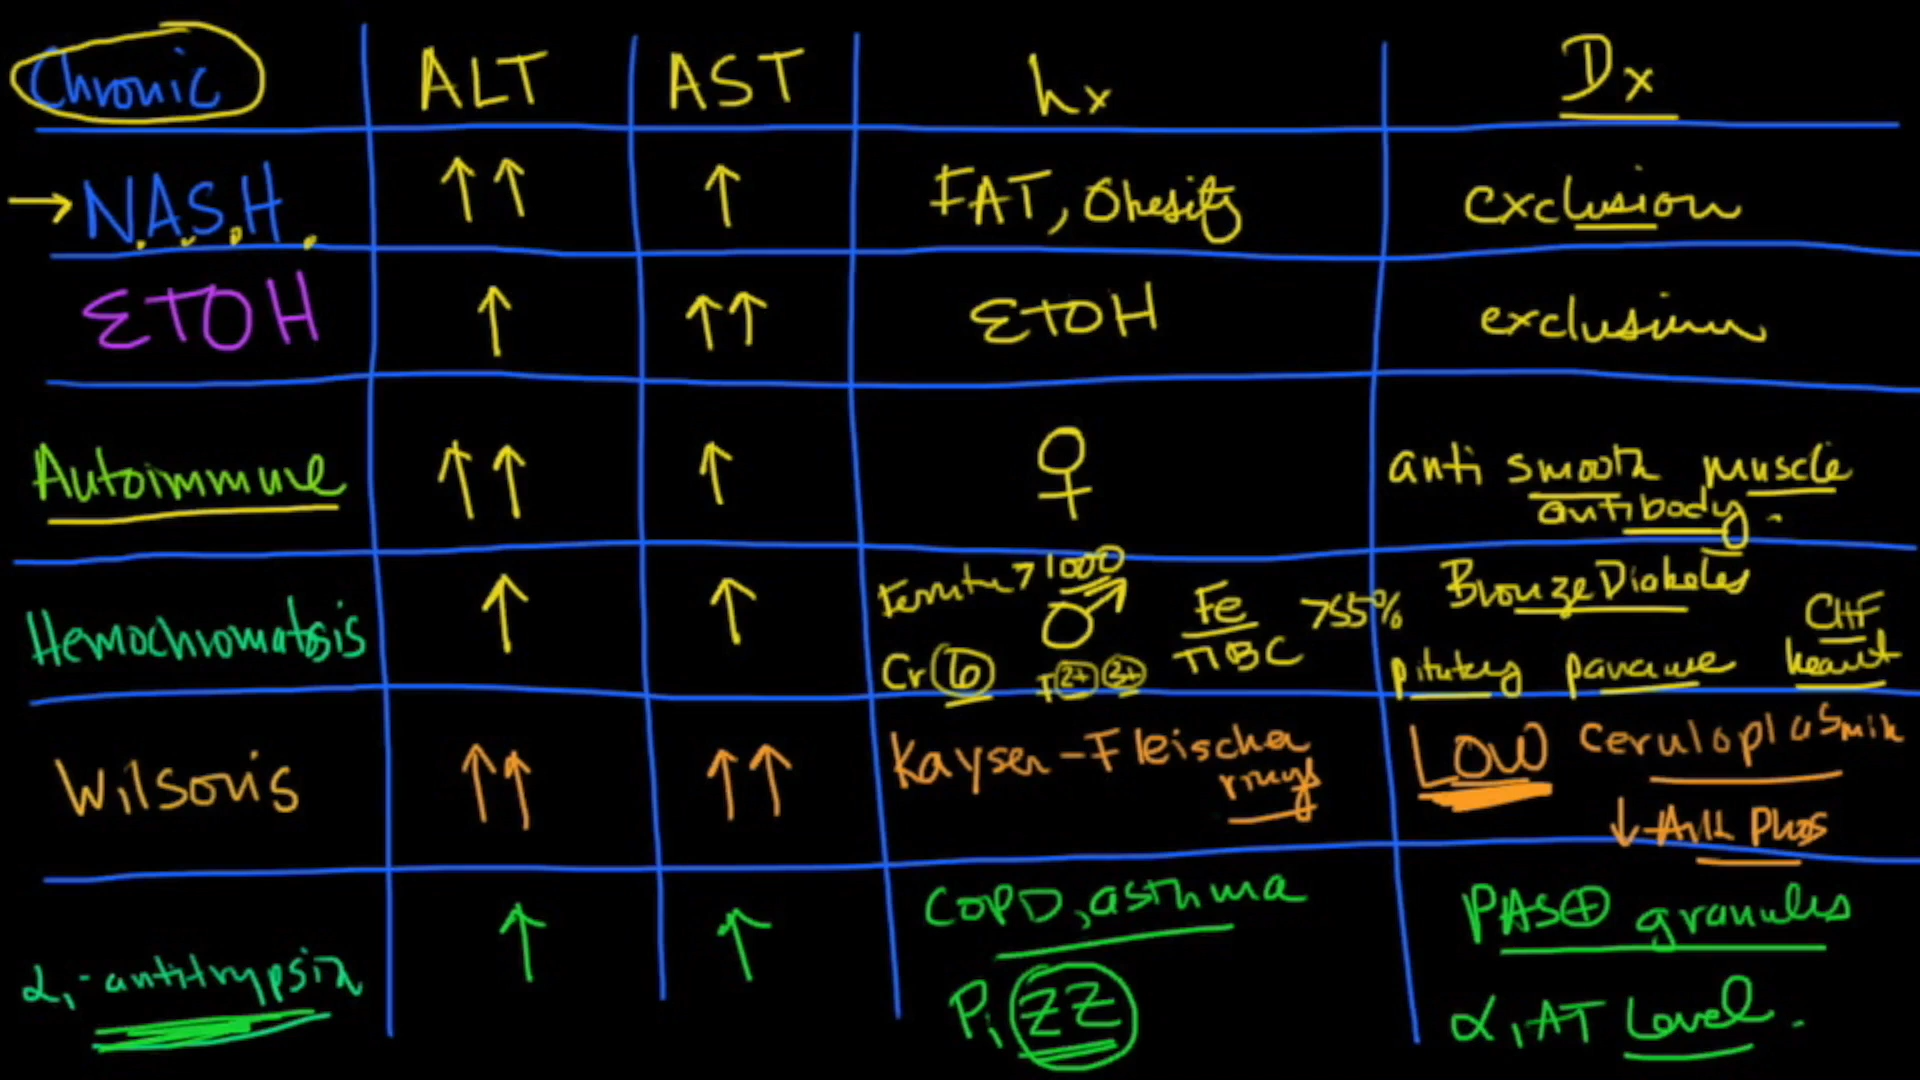 Chronic ALT AST hx Dx
N.A.S.H. ↑↑ ↑ FAT, Obesity exclusion
ETOH ↑ ↑↑ ETOH exclusion
Autoimmune ↑↑ ↑ ♀ anti smooth muscle
antibody.
Hemochromatosis ↑ ↑ Ferritin > 1000 ♂ Fe/TIBC >55% Bronze Diabetes
Cr 6 2+ 3+ pituitary pancreas CHF heart
Wilson's ↑↑ ↑↑ Kayser-Fleischer LOW ceruloplasmin
rings ↓ Alk Phos
α1-antitrypsin ↑ ↑ COPD, asthma PAS⊕ granules
Pi ZZ α1AT Level.